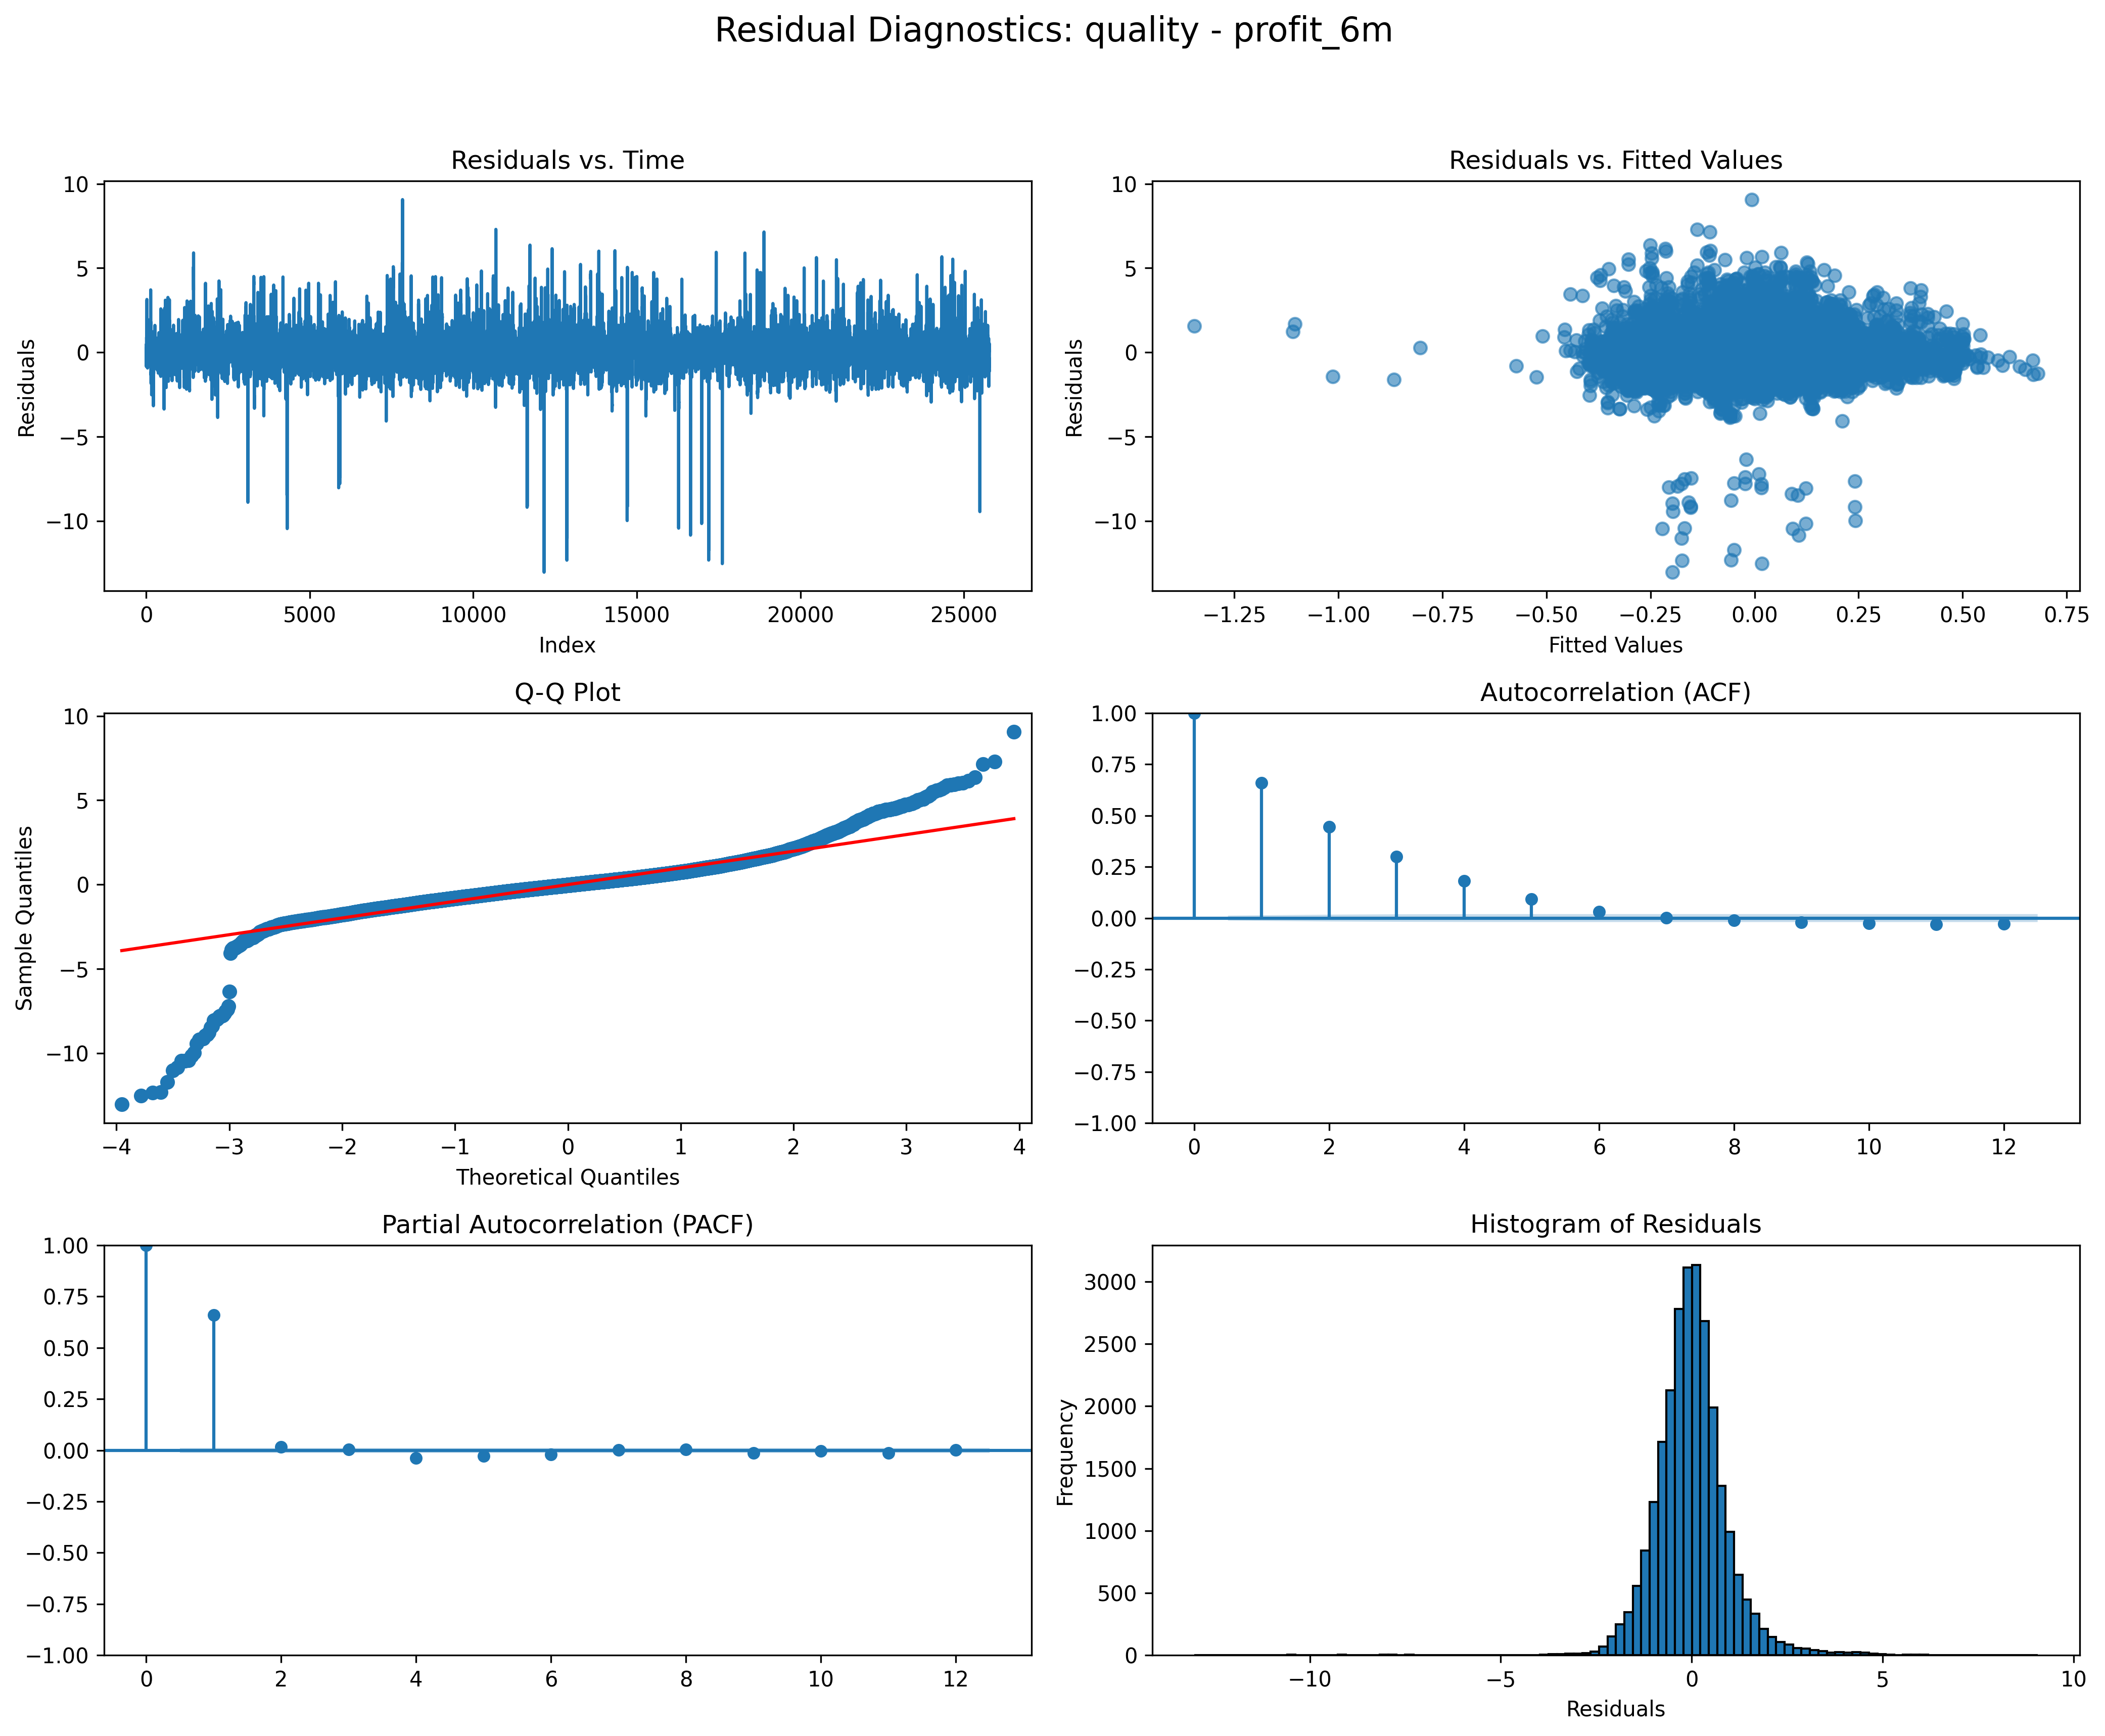 Residual Diagnostics: quality - profit_6m
Residuals vs. Time
10
5
0
−5
−10
Residuals
0 5000 10000 15000 20000 25000
Index
Residuals vs. Fitted Values
10
5
0
−5
−10
Residuals
−1.25 −1.00 −0.75 −0.50 −0.25 0.00 0.25 0.50 0.75
Fitted Values
Q-Q Plot
10
5
0
−5
−10
Sample Quantiles
−4 −3 −2 −1 0 1 2 3 4
Theoretical Quantiles
Autocorrelation (ACF)
1.00
0.75
0.50
0.25
0.00
−0.25
−0.50
−0.75
−1.00
0 2 4 6 8 10 12
Partial Autocorrelation (PACF)
1.00
0.75
0.50
0.25
0.00
−0.25
−0.50
−0.75
−1.00
0 2 4 6 8 10 12
Histogram of Residuals
3000
2500
2000
1500
1000
500
0
Frequency
−10 −5 0 5 10
Residuals